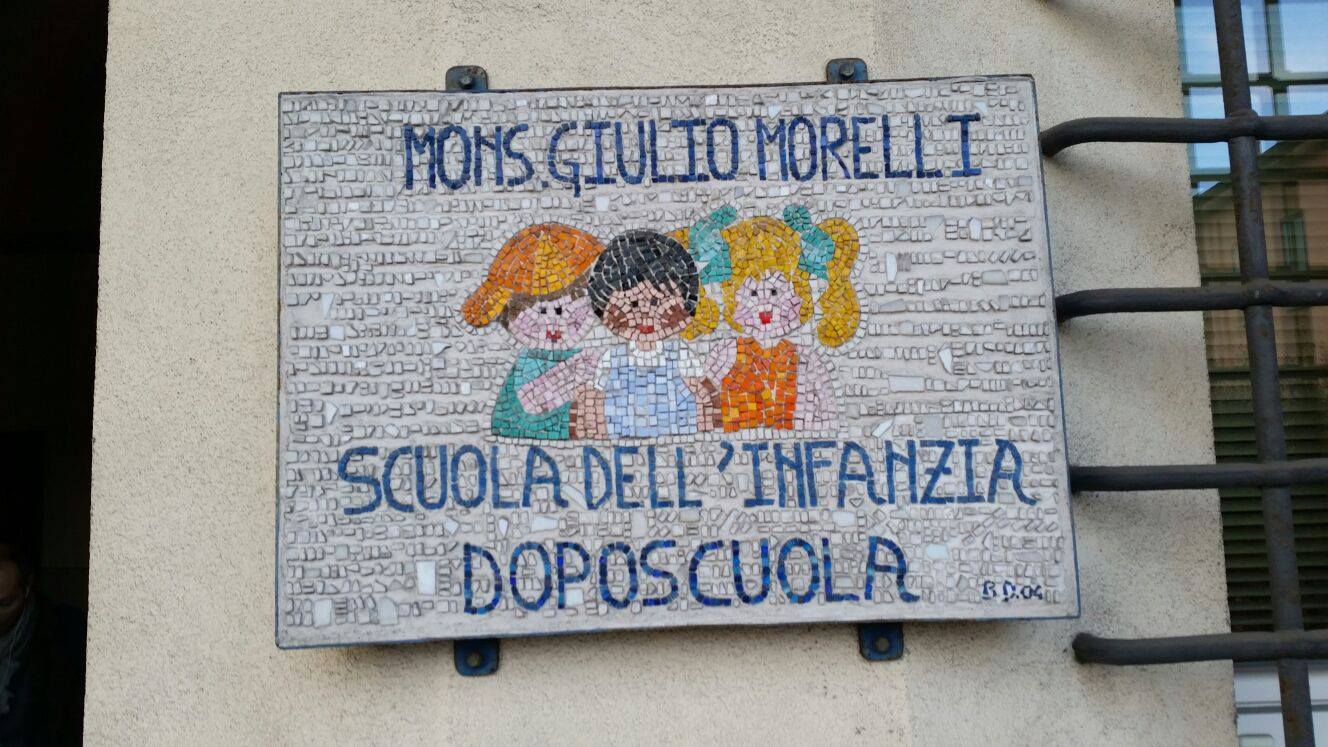 MONS. GIULIO MORELLI
SCUOLA DELL'INFANZIA
DOPOSCUOLA
B.D.04